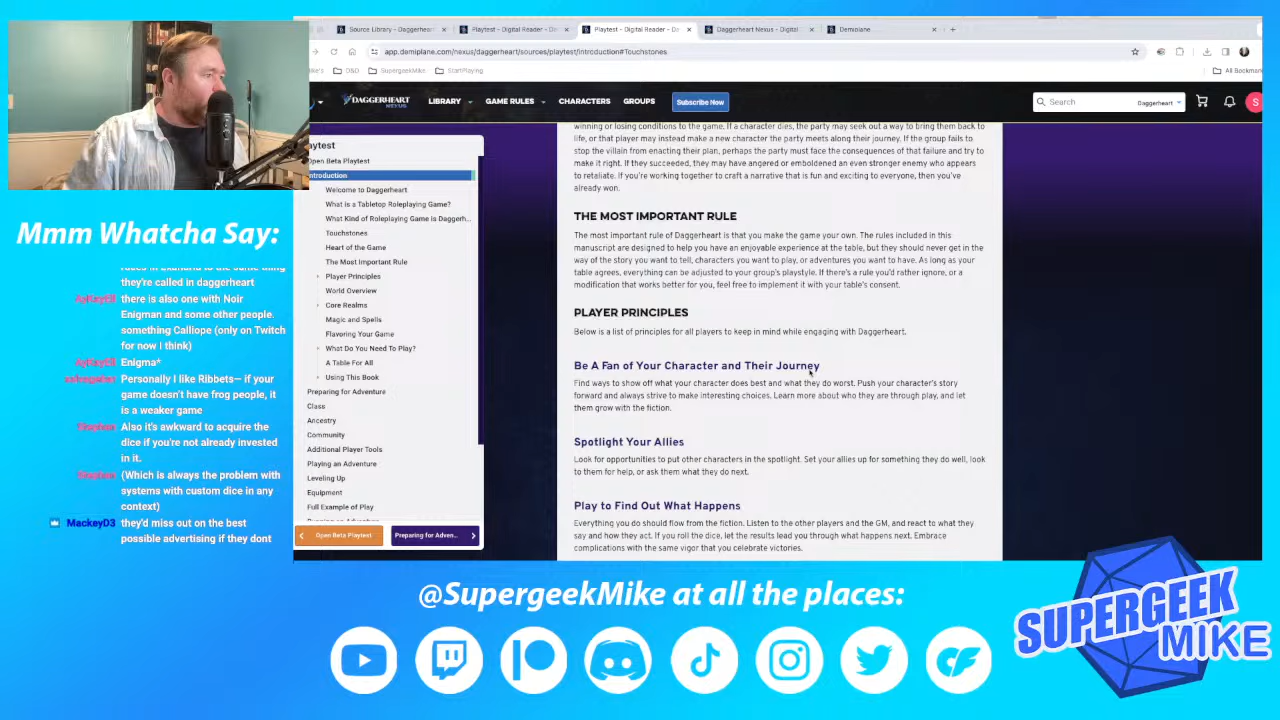 Source Library - Daggerhear
Playtest - Digital Reader - De
Playtest - Digital Reader - Da
Daggerheart Nexus - Digital
Demiplane
app.demiplane.com/nexus/daggerheart/sources/playtest/introduction#Touchstones
D&D
SupergeekMike
StartPlaying
All Bookmar
DAGGERHEART
NEXUS
LIBRARY
GAME RULES
CHARACTERS
GROUPS
Subscribe Now
Search
Daggerheart
S
aytest
Open Beta Playtest
Introduction
Welcome to Daggerheart
What is a Tabletop Roleplaying Game?
What Kind of Roleplaying Game is Daggerh...
Touchstones
Heart of the Game
The Most Important Rule
Player Principles
World Overview
Core Realms
Magic and Spells
Flavoring Your Game
What Do You Need To Play?
A Table For All
Using This Book
Preparing for Adventure
Class
Ancestry
Community
Additional Player Tools
Playing an Adventure
Leveling Up
Equipment
Full Example of Play
Open Beta Playtest
Preparing for Adven...
winning or losing conditions to the game. If a character dies, the party may seek out a way to bring them back to
life, or that player may instead make a new character the party meets along their journey. If the group fails to
stop the villain from enacting their plan, perhaps the party must face the consequences of that failure and try to
make it right. If they succeeded, they may have angered or emboldened an even stronger enemy who appears
to retaliate. If you're working together to craft a narrative that is fun and exciting to everyone, then you've
already won.
THE MOST IMPORTANT RULE
The most important rule of Daggerheart is that you make the game your own. The rules included in this
manuscript are designed to help you have an enjoyable experience at the table, but they should never get in the
way of the story you want to tell, characters you want to play, or adventures you want to have. As long as your
table agrees, everything can be adjusted to your group's playstyle. If there's a rule you'd rather ignore, or a
modification that works better for you, feel free to implement it with your table's consent.
PLAYER PRINCIPLES
Below is a list of principles for all players to keep in mind while engaging with Daggerheart.
Be A Fan of Your Character and Their Journey
Find ways to show off what your character does best and what they do worst. Push your character's story
forward and always strive to make interesting choices. Learn more about who they are through play, and let
them grow with the fiction.
Spotlight Your Allies
Look for opportunities to put other characters in the spotlight. Set your allies up for something they do well, look
to them for help, or ask them what they do next.
Play to Find Out What Happens
Everything you do should flow from the fiction. Listen to the other players and the GM, and react to what they
say and how they act. If you roll the dice, let the results lead you through what happens next. Embrace
complications with the same vigor that you celebrate victories.
Mmm Whatcha Say:
they're called in daggerheart
there is also one with Noir
Enigman and some other people.
something Calliope (only on Twitch
for now I think)
Enigma*
Personally I like Ribbets— if your
game doesn't have frog people, it
is a weaker game
Also it's awkward to acquire the
dice if you're not already invested
in it.
(Which is always the problem with
systems with custom dice in any
context)
MackeyD3 they'd miss out on the best
possible advertising if they dont
@SupergeekMike at all the places:
SUPERGEEK
MIKE